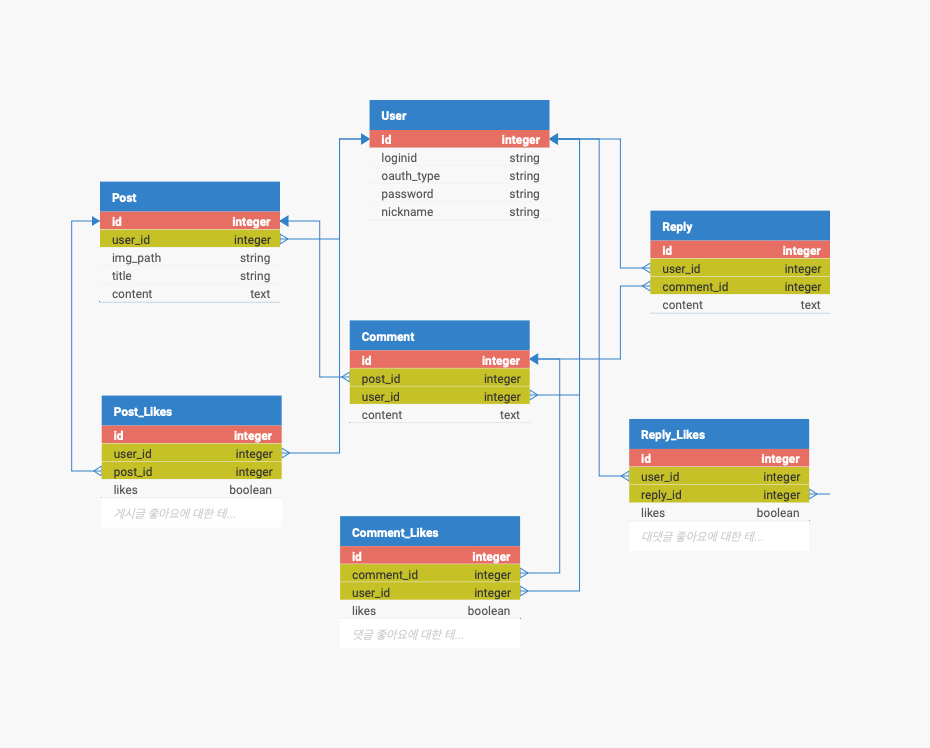 User
id integer
loginid string
oauth_type string
password string
nickname string
Post
id integer
user_id integer
img_path string
title string
content text
Reply
id integer
user_id integer
comment_id integer
content text
Comment
id integer
post_id integer
user_id integer
content text
Post_Likes
id integer
user_id integer
post_id integer
likes boolean
게시글 좋아요에 대한 테...
Reply_Likes
id integer
user_id integer
reply_id integer
likes boolean
대댓글 좋아요에 대한 테...
Comment_Likes
id integer
comment_id integer
user_id integer
likes boolean
댓글 좋아요에 대한 테...